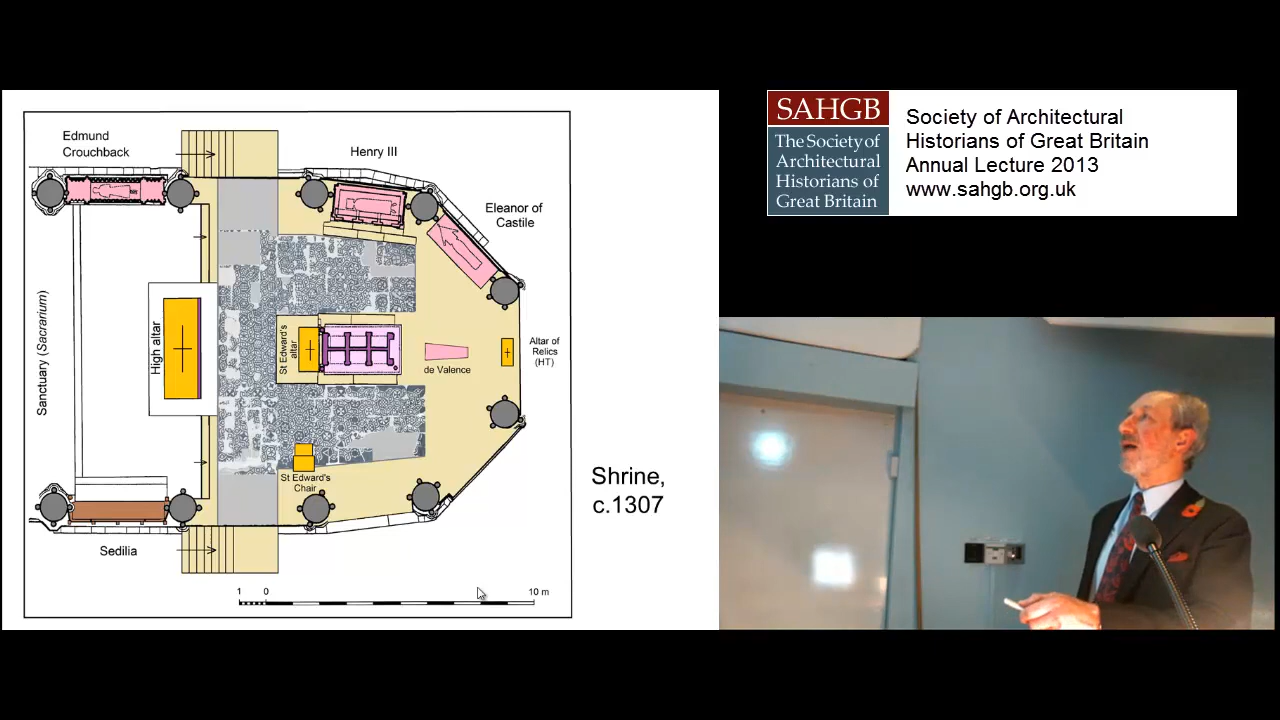 Edmund
Crouchback
Henry III
Eleanor of
Castile
Sanctuary (Sacrarium)
High altar
St Edward's
altar
de Valence
Altar of
Relics
(HT)
St Edward's
Chair
Sedilia
1 0 10 m
Shrine,
c.1307
SAHGB
The Society of
Architectural
Historians of
Great Britain
Society of Architectural
Historians of Great Britain
Annual Lecture 2013
www.sahgb.org.uk